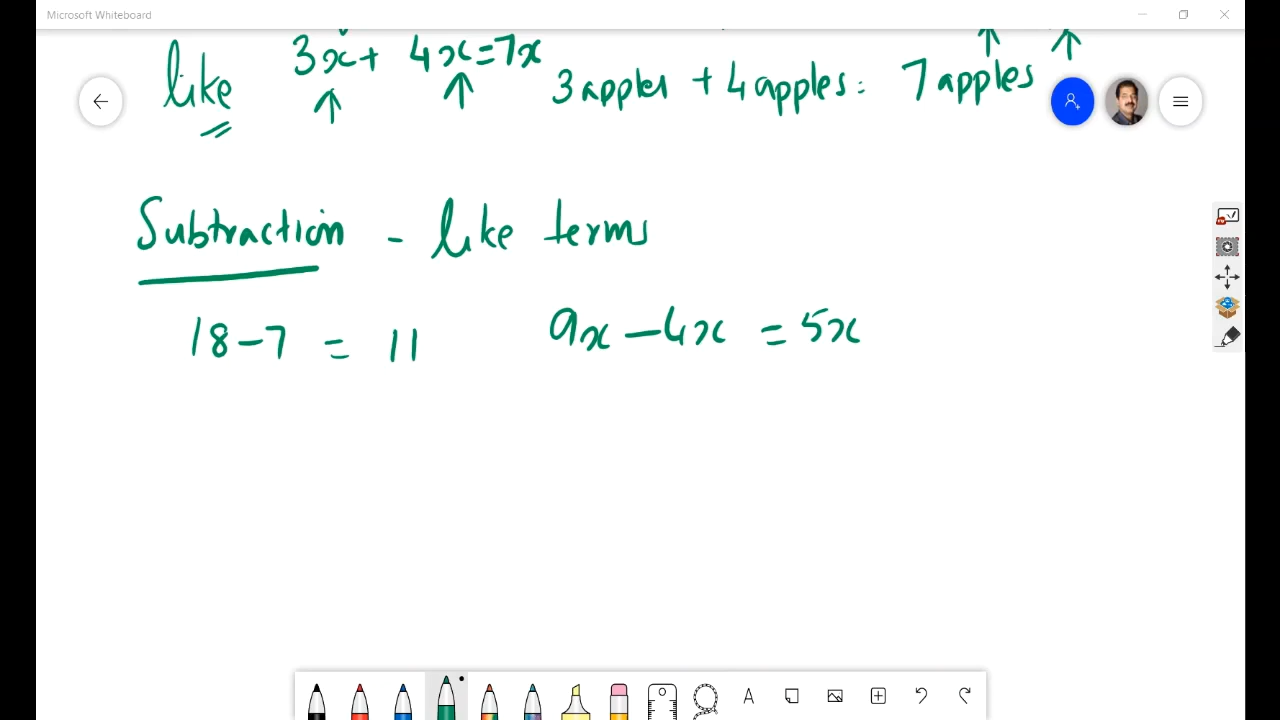 Microsoft Whiteboard
like 3x + 4x = 7x 3 apples + 4 apples : 7 apples
Subtraction - like terms
18 - 7 = 11 9x - 4x = 5x
A